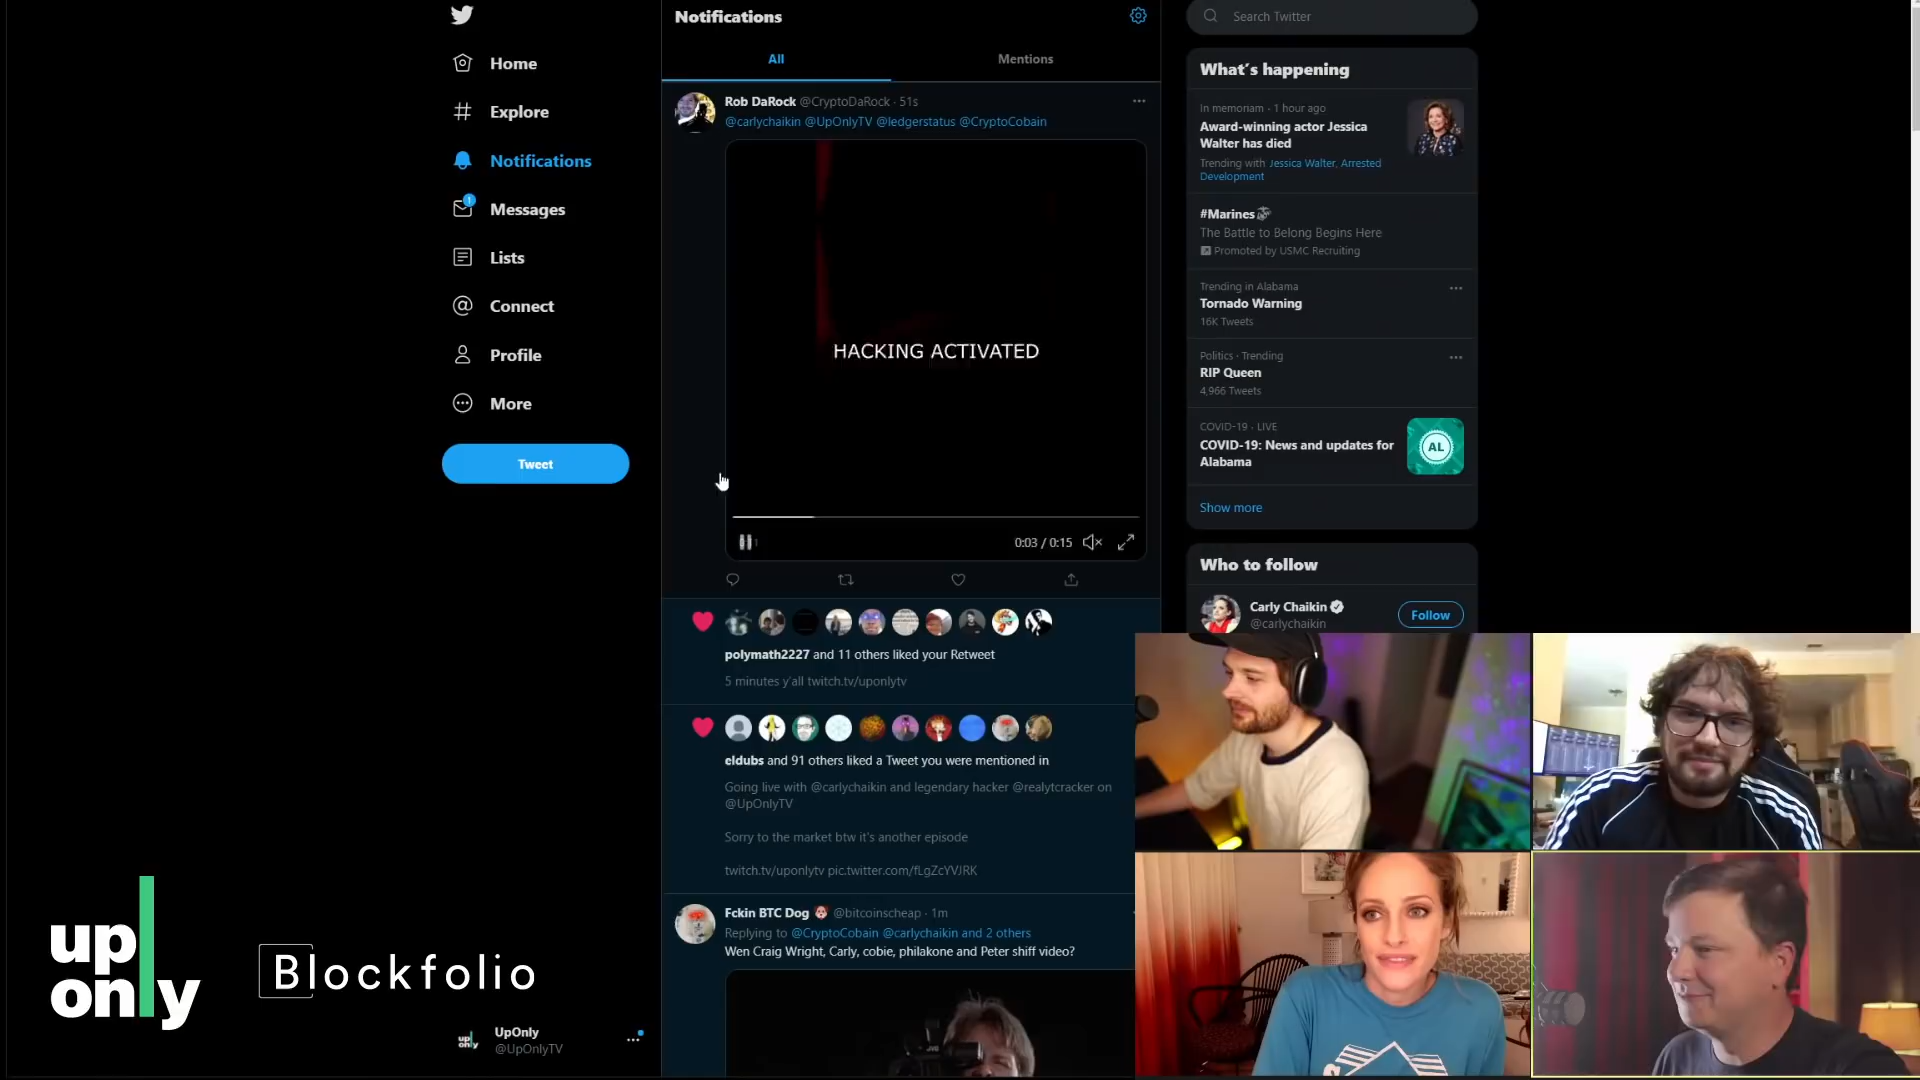 Home
Explore
Notifications
1
Messages
Lists
Connect
Profile
More
Tweet
up
only
Blockfolio
UpOnly
@UpOnlyTV
Notifications
All
Mentions
Rob DaRock @CryptoDaRock · 51s
@carlychaikin @UpOnlyTV @ledgerstatus @CryptoCobain
HACKING ACTIVATED
0:03 / 0:15
polymath2227 and 11 others liked your Retweet
5 minutes y'all twitch.tv/uponlytv
eldubs and 91 others liked a Tweet you were mentioned in
Going live with @carlychaikin and legendary hacker @realytcracker on
@UpOnlyTV
Sorry to the market btw it's another episode
twitch.tv/uponlytv pic.twitter.com/fLgZcYVJRK
Fckin BTC Dog @bitcoinscheap · 1m
Replying to @CryptoCobain @carlychaikin and 2 others
Wen Craig Wright, Carly, cobie, philakone and Peter shiff video?
JVC
Search Twitter
What's happening
In memoriam · 1 hour ago
Award-winning actor Jessica
Walter has died
Trending with Jessica Walter, Arrested
Development
#Marines
The Battle to Belong Begins Here
Promoted by USMC Recruiting
Trending in Alabama
Tornado Warning
16K Tweets
Politics · Trending
RIP Queen
4,966 Tweets
COVID-19 · LIVE
COVID-19: News and updates for
Alabama
AL
Show more
Who to follow
Carly Chaikin
@carlychaikin
Follow